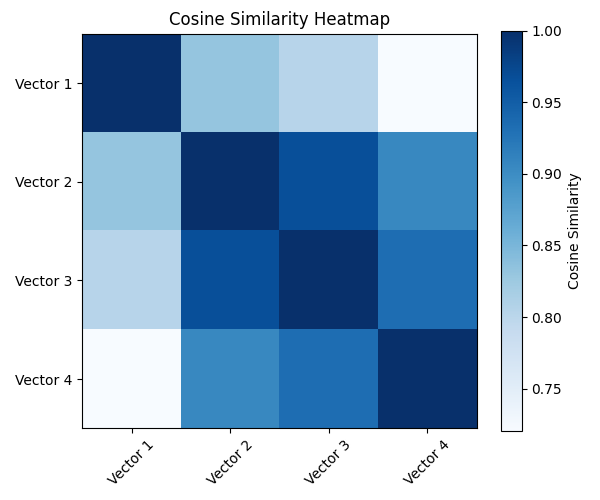 Cosine Similarity Heatmap
Vector 1
Vector 2
Vector 3
Vector 4
Vector 1
Vector 2
Vector 3
Vector 4
1.00
0.95
0.90
0.85
0.80
0.75
Cosine Similarity